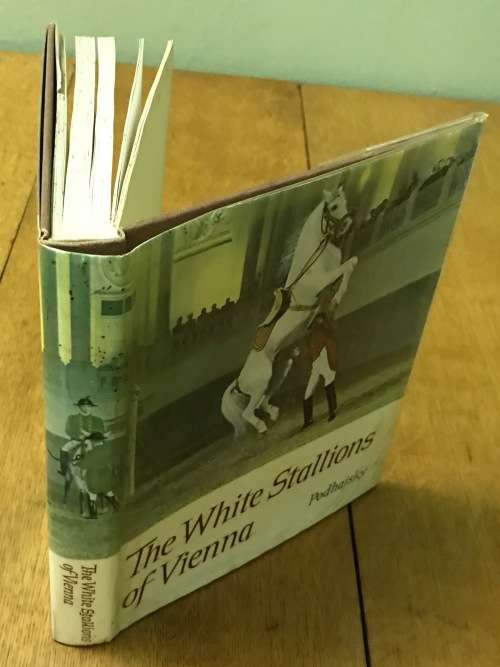 The White Stallions
of Vienna
Podhajsky
The White Stallions
of Vienna